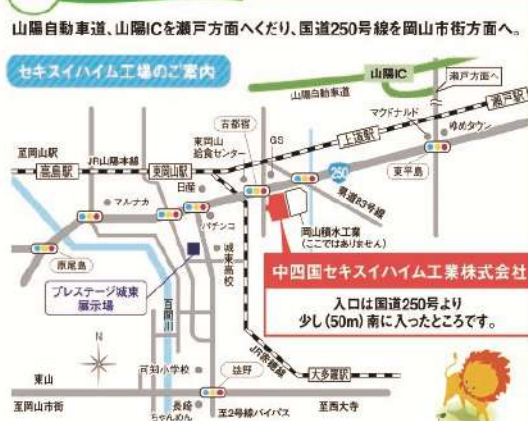 山陽自動車道、山陽ICを瀬戸方面へくだり、国道250号線を岡山市街方面へ。
セキスイハイム工場のご案内
山陽IC
瀬戸方面へ
山陽自動車道
瀬戸駅
マクドナルド
ゆめタウン
上道駅
古都宿
GS
東岡山
給食センター
至岡山駅
JR山陽本線
高島駅
東岡山駅
日産
250
東平島
県道83号線
マルナカ
パチンコ
岡山積水工業
(ここではありません)
城東高校
原尾島
プレステージ城東
展示場
百間川
中四国セキスイハイム工業株式会社
入口は国道250号より
少し(50m)南に入ったところです。
N
JR赤穂線
可知小学校
益野
大多羅駅
東山
至岡山市街
長崎
ちゃんめん
至2号線バイパス
至西大寺